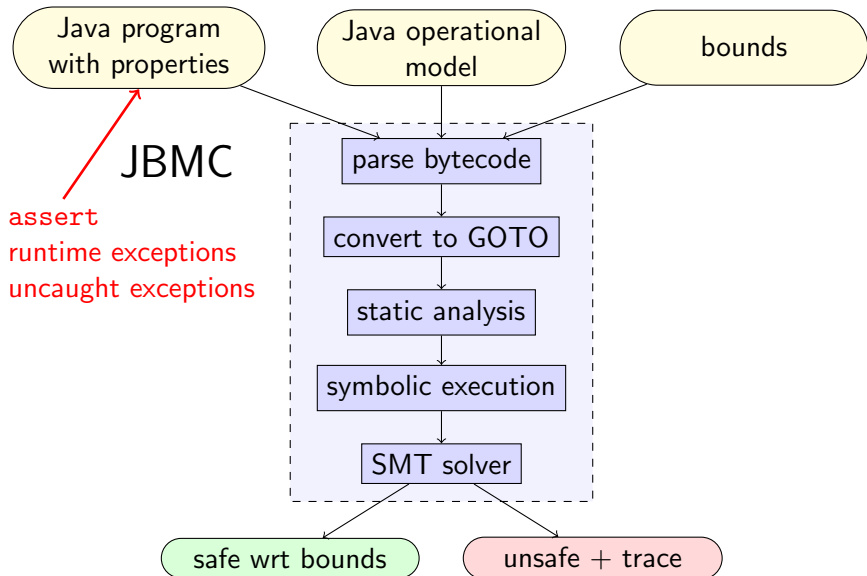 Java program
with properties
Java operational
model
bounds
JBMC
parse bytecode
assert
runtime exceptions
uncaught exceptions
convert to GOTO
static analysis
symbolic execution
SMT solver
safe wrt bounds
unsafe + trace